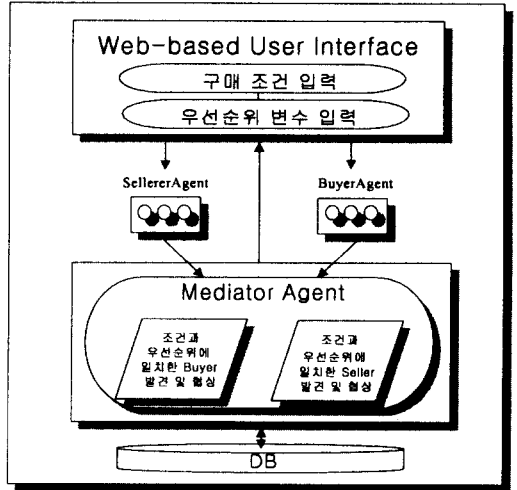 Web-based User Interface
구매 조건 입력
우선순위 변수 입력
SellererAgent
BuyerAgent
Mediator Agent
조건과
우선순위에
일치한 Buyer
발견 및 협상
조건과
우선순위에
일치한 Seller
발견 및 협상
DB